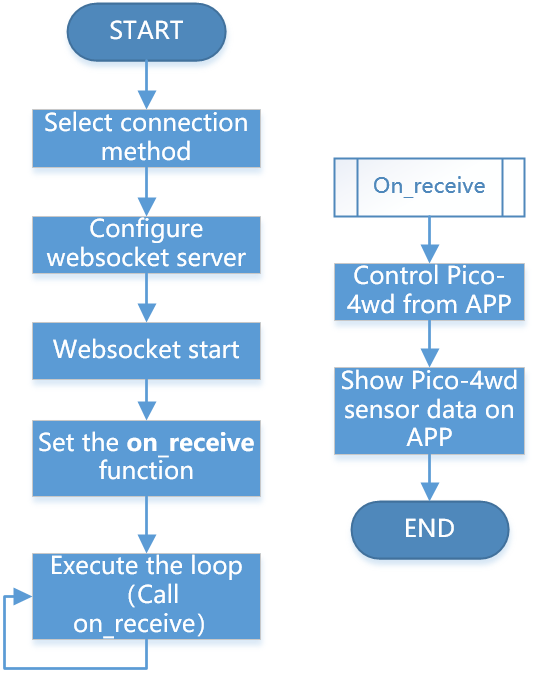 START
Select connection
method
Configure
websocket server
Websocket start
Set the on_receive
function
Execute the loop
（Call
on_receive）
On_receive
Control Pico-
4wd from APP
Show Pico-4wd
sensor data on
APP
END